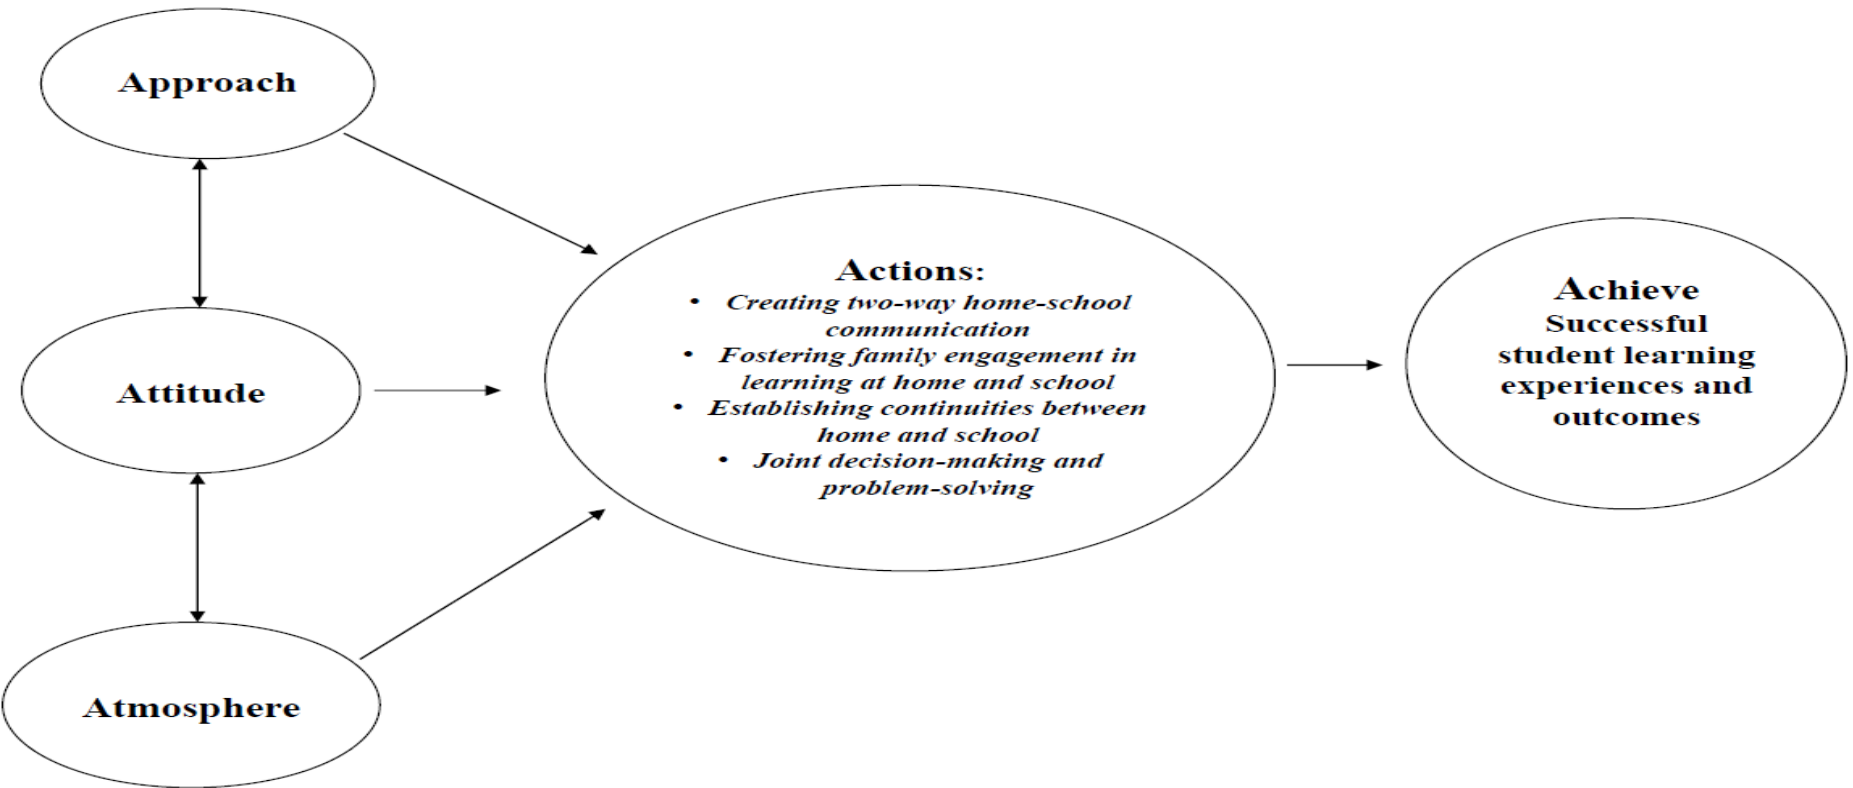 Approach
Attitude
Atmosphere
Actions:
• Creating two-way home-school
communication
• Fostering family engagement in
learning at home and school
• Establishing continuities between
home and school
• Joint decision-making and
problem-solving
Achieve
Successful
student learning
experiences and
outcomes